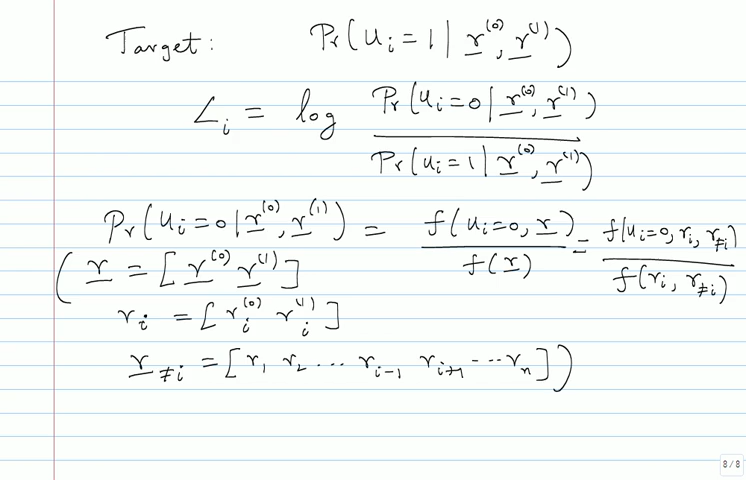 Target: Pr(u_i = 1 | r^(0), r^(1))
L_i = log Pr(u_i = 0 | r^(0), r^(1)) / Pr(u_i = 1 | r^(0), r^(1))
Pr(u_i = 0 | r^(0), r^(1)) = f(u_i = 0, r) / f(r) = f(u_i = 0, r_i, r_≠i) / f(r_i, r_≠i)
( r = [ r^(0) r^(1) ]
r_i = [ r_i^(0) r_i^(1) ]
r_≠i = [ r_1 r_2 ... r_i-1 r_i+1 ... r_n ] )
8 / 8